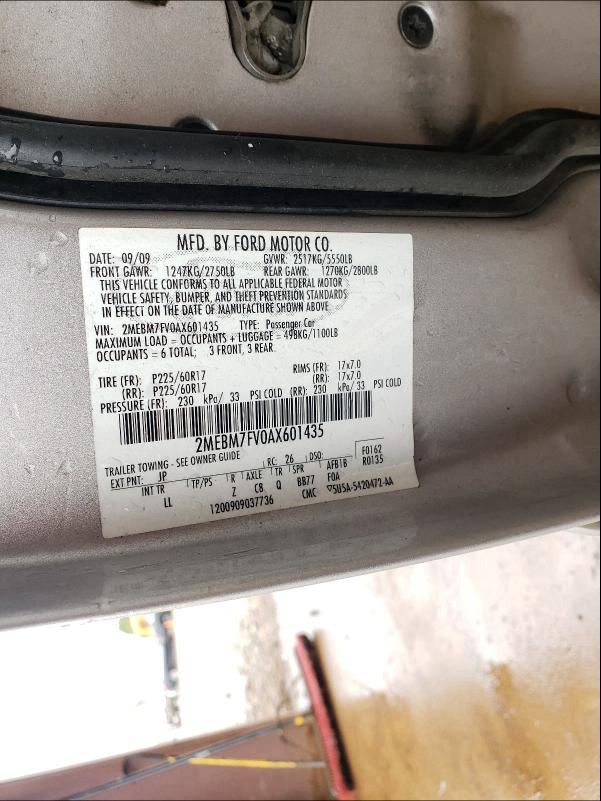 MFD. BY FORD MOTOR CO.
DATE: 09/09 GVWR: 2517KG/5550LB
FRONT GAWR: 1247KG/2750LB REAR GAWR: 1270KG/2800LB
THIS VEHICLE CONFORMS TO ALL APPLICABLE FEDERAL MOTOR
VEHICLE SAFETY, BUMPER, AND THEFT PREVENTION STANDARDS
IN EFFECT ON THE DATE OF MANUFACTURE SHOWN ABOVE.
VIN: 2MEBM7FV0AX601435 TYPE: Passenger Car
MAXIMUM LOAD = OCCUPANTS + LUGGAGE = 498KG/1100LB
OCCUPANTS = 6 TOTAL; 3 FRONT, 3 REAR
TIRE (FR): P225/60R17 RIMS (FR): 17x7.0
(RR): P225/60R17 (RR): 17x7.0
PRESSURE (FR): 230 kPa/ 33 PSI COLD (RR): 230 kPa/ 33 PSI COLD
2MEBM7FV0AX601435
TRAILER TOWING - SEE OWNER GUIDE F0162
EXT PNT: JP RC: 26 DSO: R0135
INT TR TP/PS R AXLE TR SPR AFB1B
LL Z C8 Q BB77 F0A
1200909037736 CMC ▽5U5A-5420472-AA